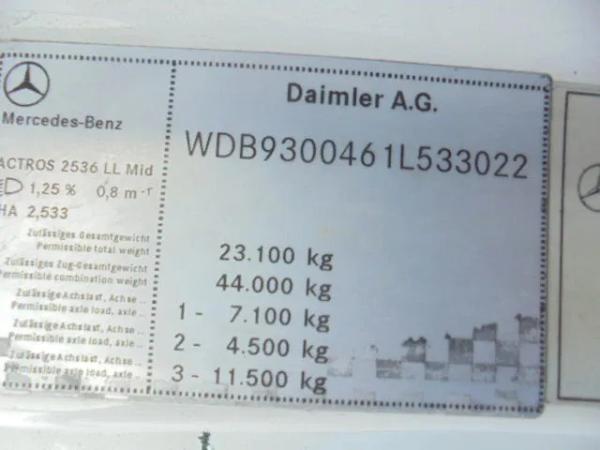 Daimler A.G.
Mercedes-Benz
WDB9300461L533022
ACTROS 2536 LL Mid
1,25 % 0,8 m⁻ʳ
HA 2,533
Zulässiges Gesamtgewicht
Permissible total weight
23.100 kg
Zulässiges Zug-Gesamtgewicht
Permissible combination weight
44.000 kg
Zulässige Achslast, Achse ..
Permissible axle load, axle ..
1 - 7.100 kg
Zulässige Achslast, Achse ..
Permissible axle load, axle ..
2 - 4.500 kg
Zulässige Achslast, Achse ..
Permissible axle load, axle ..
3 - 11.500 kg